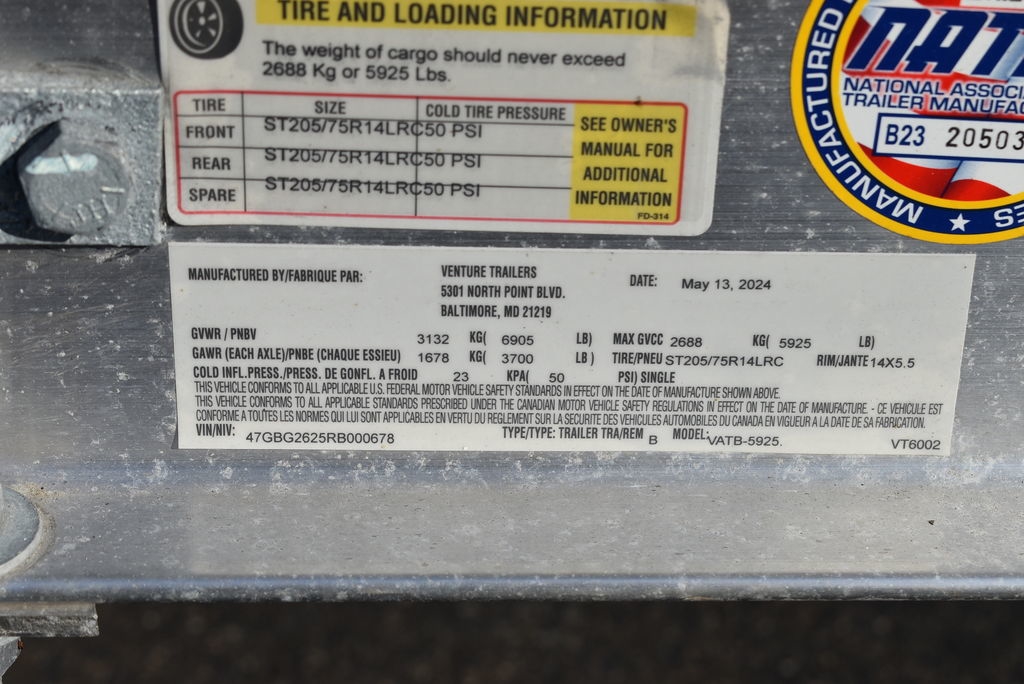 TIRE AND LOADING INFORMATION
The weight of cargo should never exceed
2688 Kg or 5925 Lbs.
TIRE SIZE COLD TIRE PRESSURE
FRONT ST205/75R14LRC50 PSI
REAR ST205/75R14LRC50 PSI
SPARE ST205/75R14LRC50 PSI
SEE OWNER'S
MANUAL FOR
ADDITIONAL
INFORMATION
FD-314
MANUFACTURED
NATIONAL
TRAILER
B23 20503
MANUFACTURED BY/FABRIQUE PAR: VENTURE TRAILERS DATE: May 13, 2024
5301 NORTH POINT BLVD.
BALTIMORE, MD 21219
GVWR / PNBV 3132 KG( 6905 LB) MAX GVCC 2688 KG( 5925 LB)
GAWR (EACH AXLE)/PNBE (CHAQUE ESSIEU) 1678 KG( 3700 LB ) TIRE/PNEU ST205/75R14LRC RIM/JANTE 14X5.5
COLD INFL.PRESS./PRESS. DE GONFL. A FROID 23 KPA( 50 PSI) SINGLE
THIS VEHICLE CONFORMS TO ALL APPLICABLE U.S. FEDERAL MOTOR VEHICLE SAFETY STANDARDS IN EFFECT ON THE DATE OF MANUFACTURE SHOWN ABOVE.
THIS VEHICLE CONFORMS TO ALL APPLICABLE STANDARDS PRESCRIBED UNDER THE CANADIAN MOTOR VEHICLE SAFETY REGULATIONS IN EFFECT ON THE DATE OF MANUFACTURE. - CE VEHICULE EST
CONFORME A TOUTES LES NORMES QUI LUI SONT APPLICABLES EN VERTU DU REGLEMENT SUR LA SECURITE DES VEHICULES AUTOMOBILES DU CANADA EN VIGUEUR A LA DATE DE SA FABRICATION.
VIN/NIV: 47GBG2625RB000678 TYPE/TYPE: TRAILER TRA/REM B MODEL: VATB-5925. VT6002